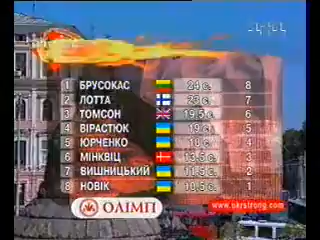 1 БРУСОКАС 24 с. 8
2 ЛОТТА 23 с. 7
3 ТОМСОН 19,5 с. 6
4 ВІРАСТЮК 19 с. 5
5 ЮРЧЕНКО 16 с. 4
6 МІНКВІЦ 13,5 с. 3
7 ВИШНИЦЬКИЙ 11,5 с. 2
8 НОВІК 10,5 с. 1
ОЛІМП
www.ukrstrong.com